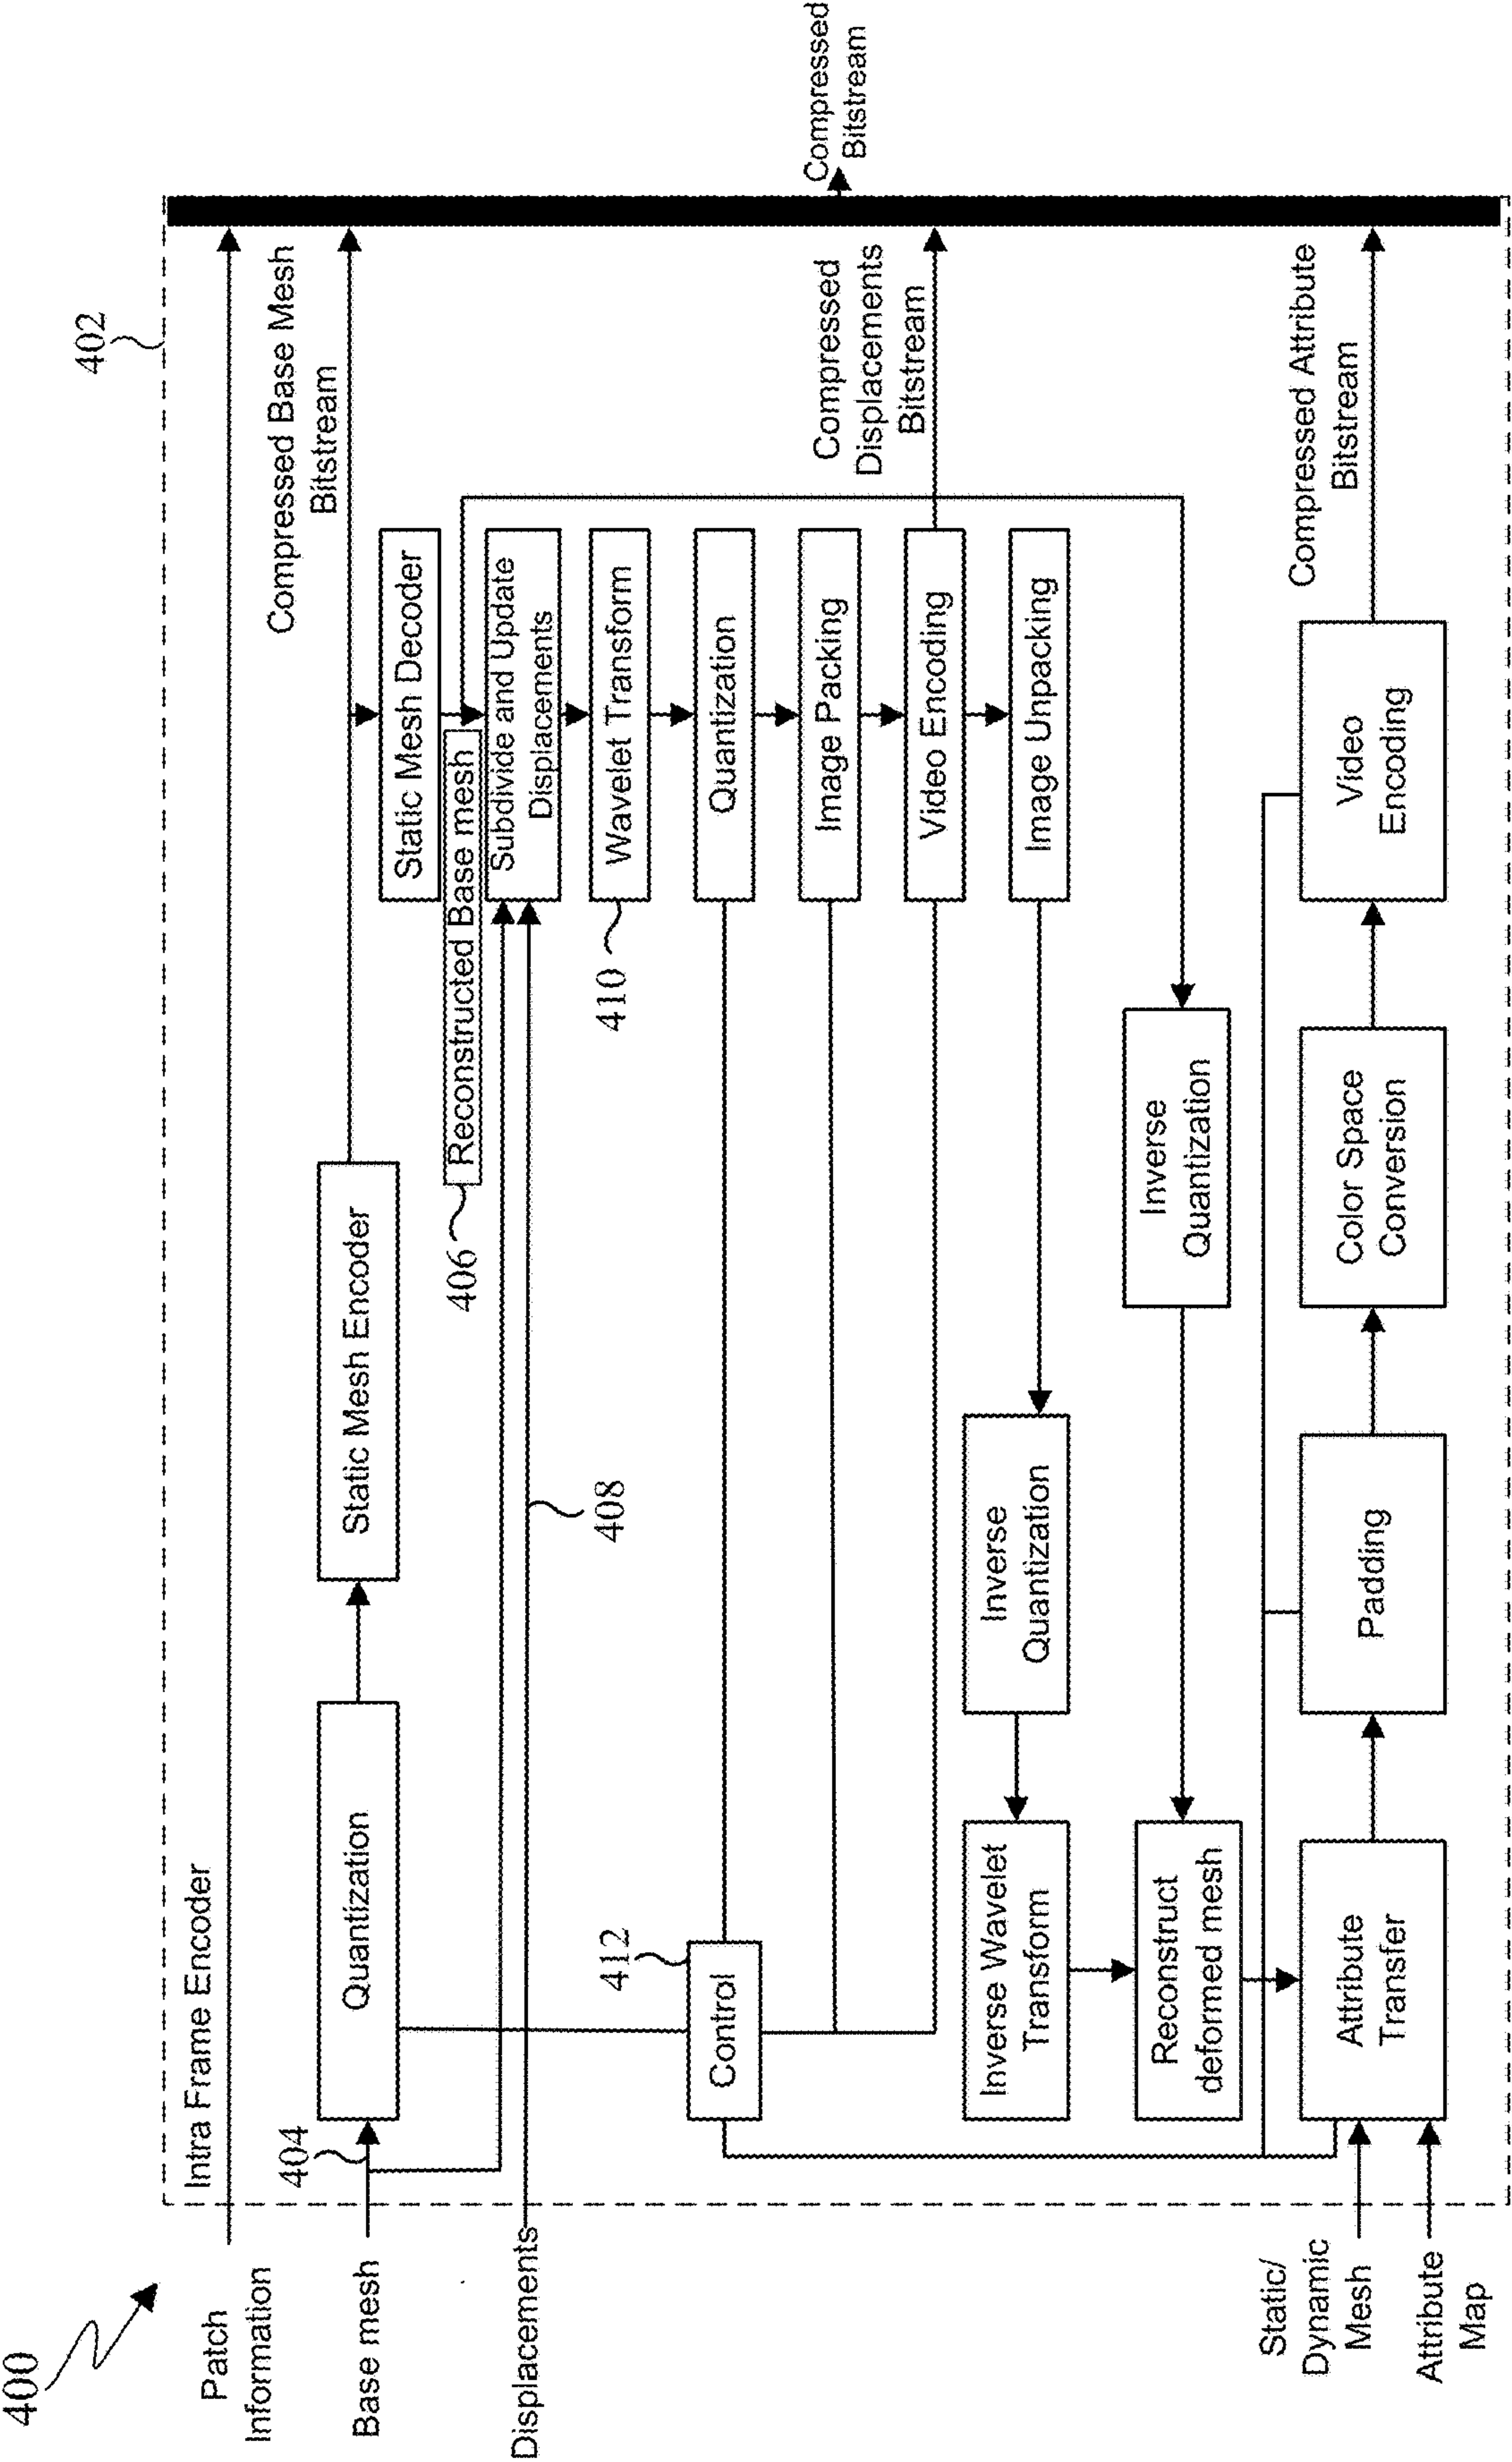 400
402
Intra Frame Encoder
Patch
Information
Base mesh
404
Quantization
Static Mesh Encoder
Compressed Base Mesh
Bitstream
Static Mesh Decoder
406
Reconstructed Base mesh
Displacements
408
Subdivide and Update
Displacements
410
Wavelet Transform
412
Control
Quantization
Image Packing
Video Encoding
Image Unpacking
Compressed
Displacements
Bitstream
Compressed
Bitstream
Inverse
Quantization
Inverse Wavelet
Transform
Inverse
Quantization
Reconstruct
deformed mesh
Static/
Dynamic
Mesh
Attribute
Map
Attribute
Transfer
Padding
Color Space
Conversion
Video
Encoding
Compressed Attribute
Bitstream